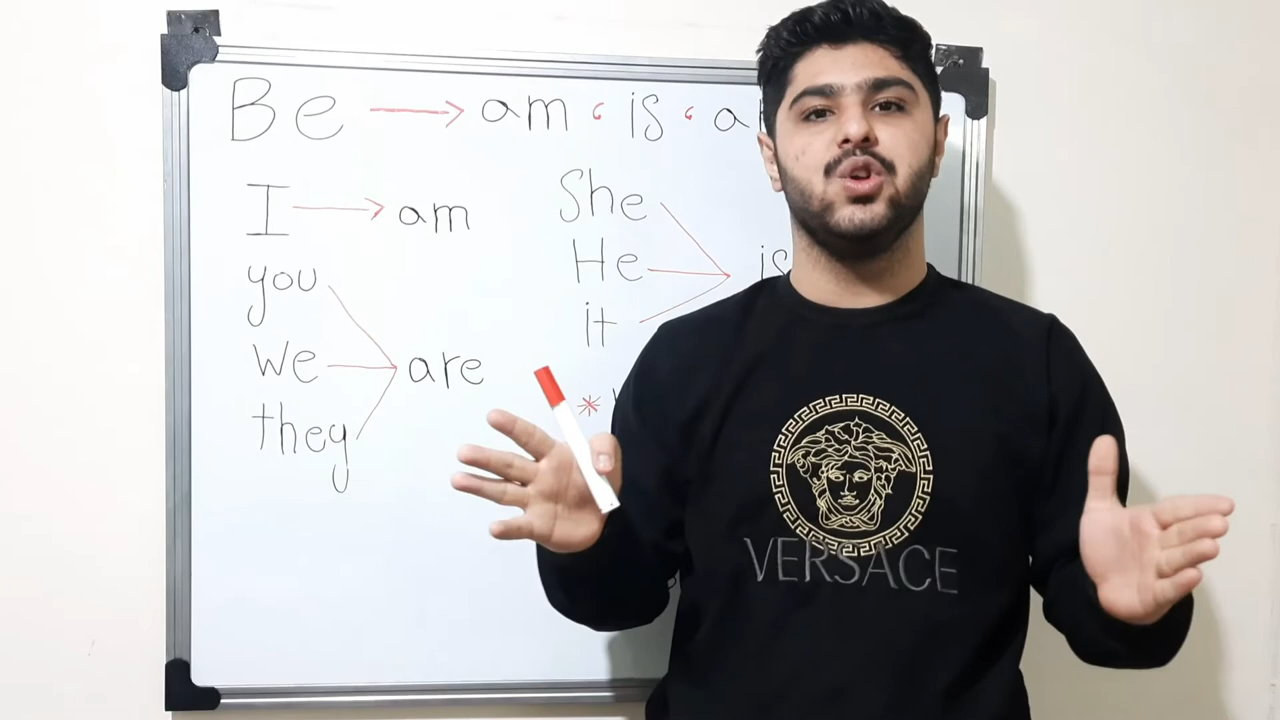 Be → am ، is ، a
I → am
you
we
they
are
She
He
it
is
*
VERSACE